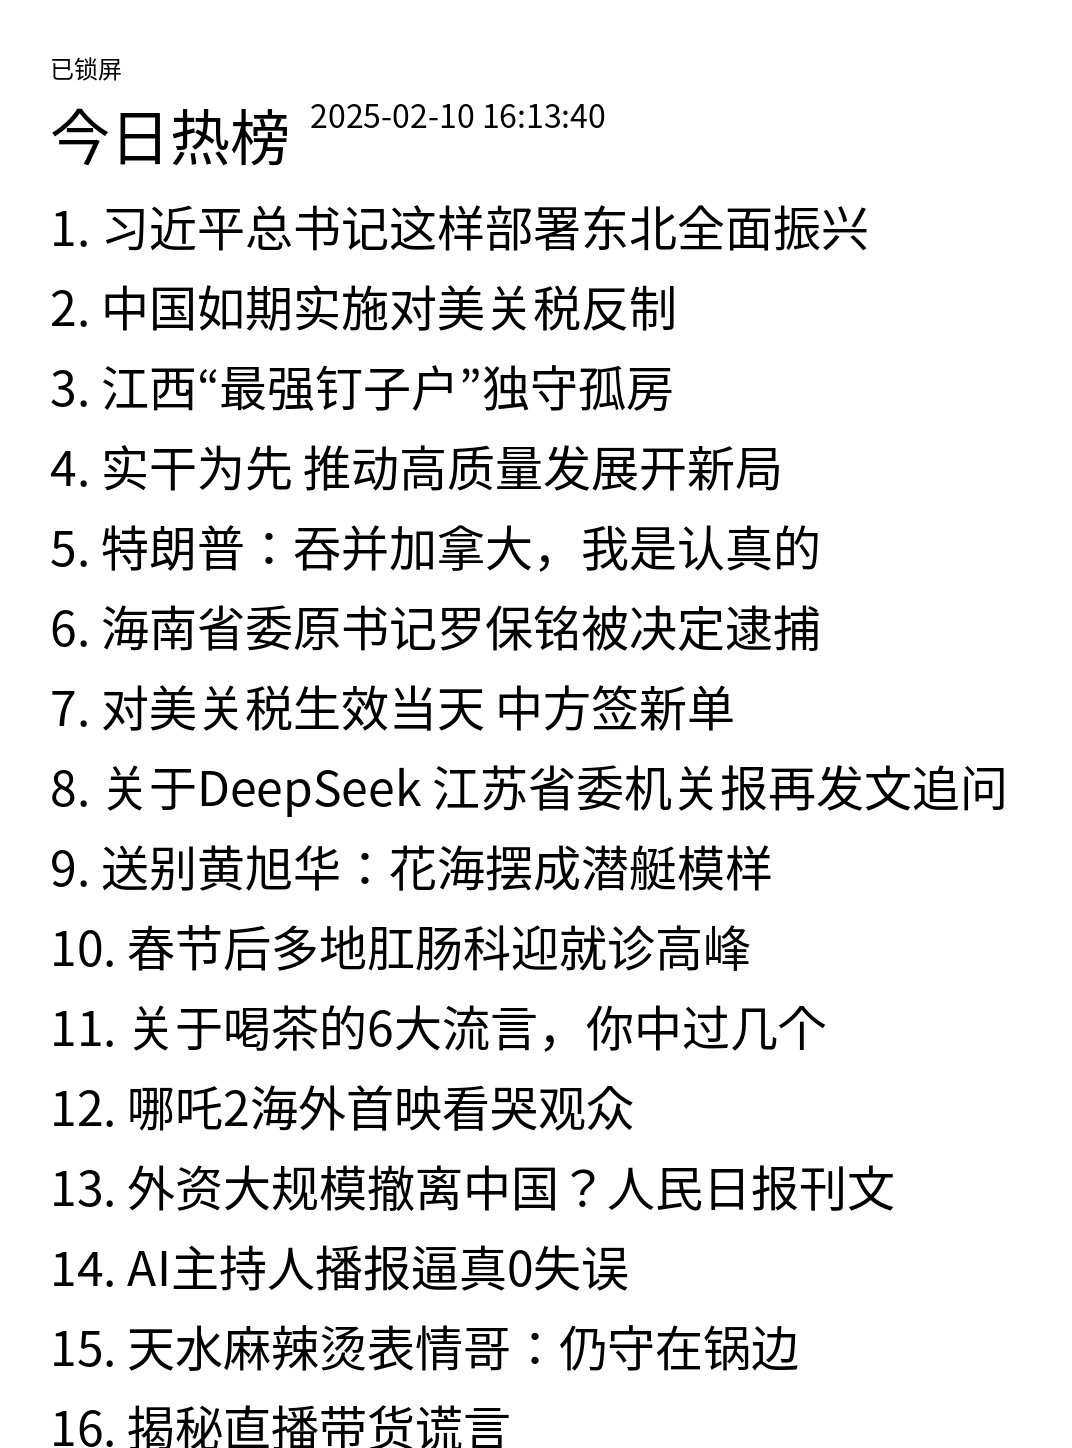 已锁屏
今日热榜 2025-02-10 16:13:40
1. 习近平总书记这样部署东北全面振兴
2. 中国如期实施对美关税反制
3. 江西“最强钉子户”独守孤房
4. 实干为先 推动高质量发展开新局
5. 特朗普：吞并加拿大，我是认真的
6. 海南省委原书记罗保铭被决定逮捕
7. 对美关税生效当天 中方签新单
8. 关于DeepSeek 江苏省委机关报再发文追问
9. 送别黄旭华：花海摆成潜艇模样
10. 春节后多地肛肠科迎就诊高峰
11. 关于喝茶的6大流言，你中过几个
12. 哪吒2海外首映看哭观众
13. 外资大规模撤离中国？人民日报刊文
14. AI主持人播报逼真0失误
15. 天水麻辣烫表情哥：仍守在锅边
16. 揭秘直播带货谎言